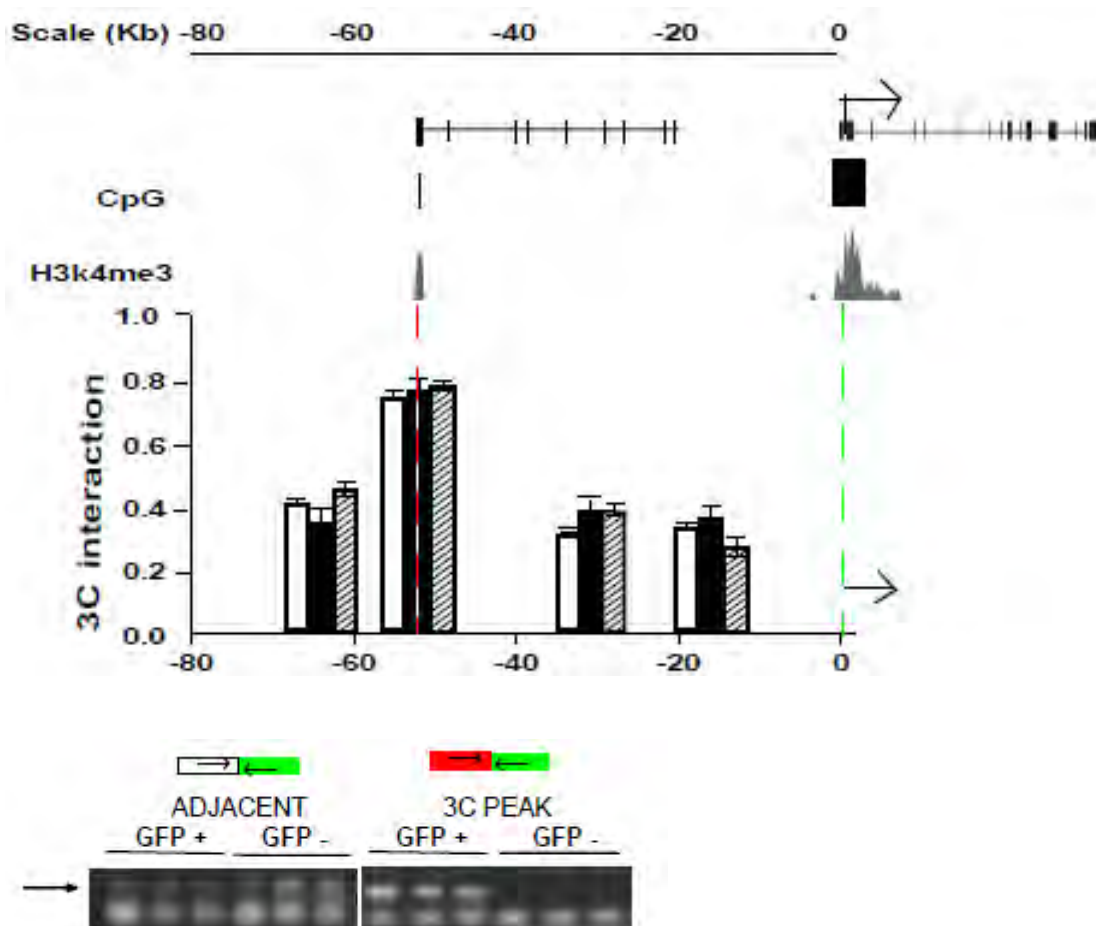 Scale (Kb) -80 -60 -40 -20 0
CpG
H3k4me3
3C interaction
1.0
0.8
0.6
0.4
0.2
0.0
-80 -60 -40 -20 0
ADJACENT 3C PEAK
GFP + GFP - GFP + GFP -